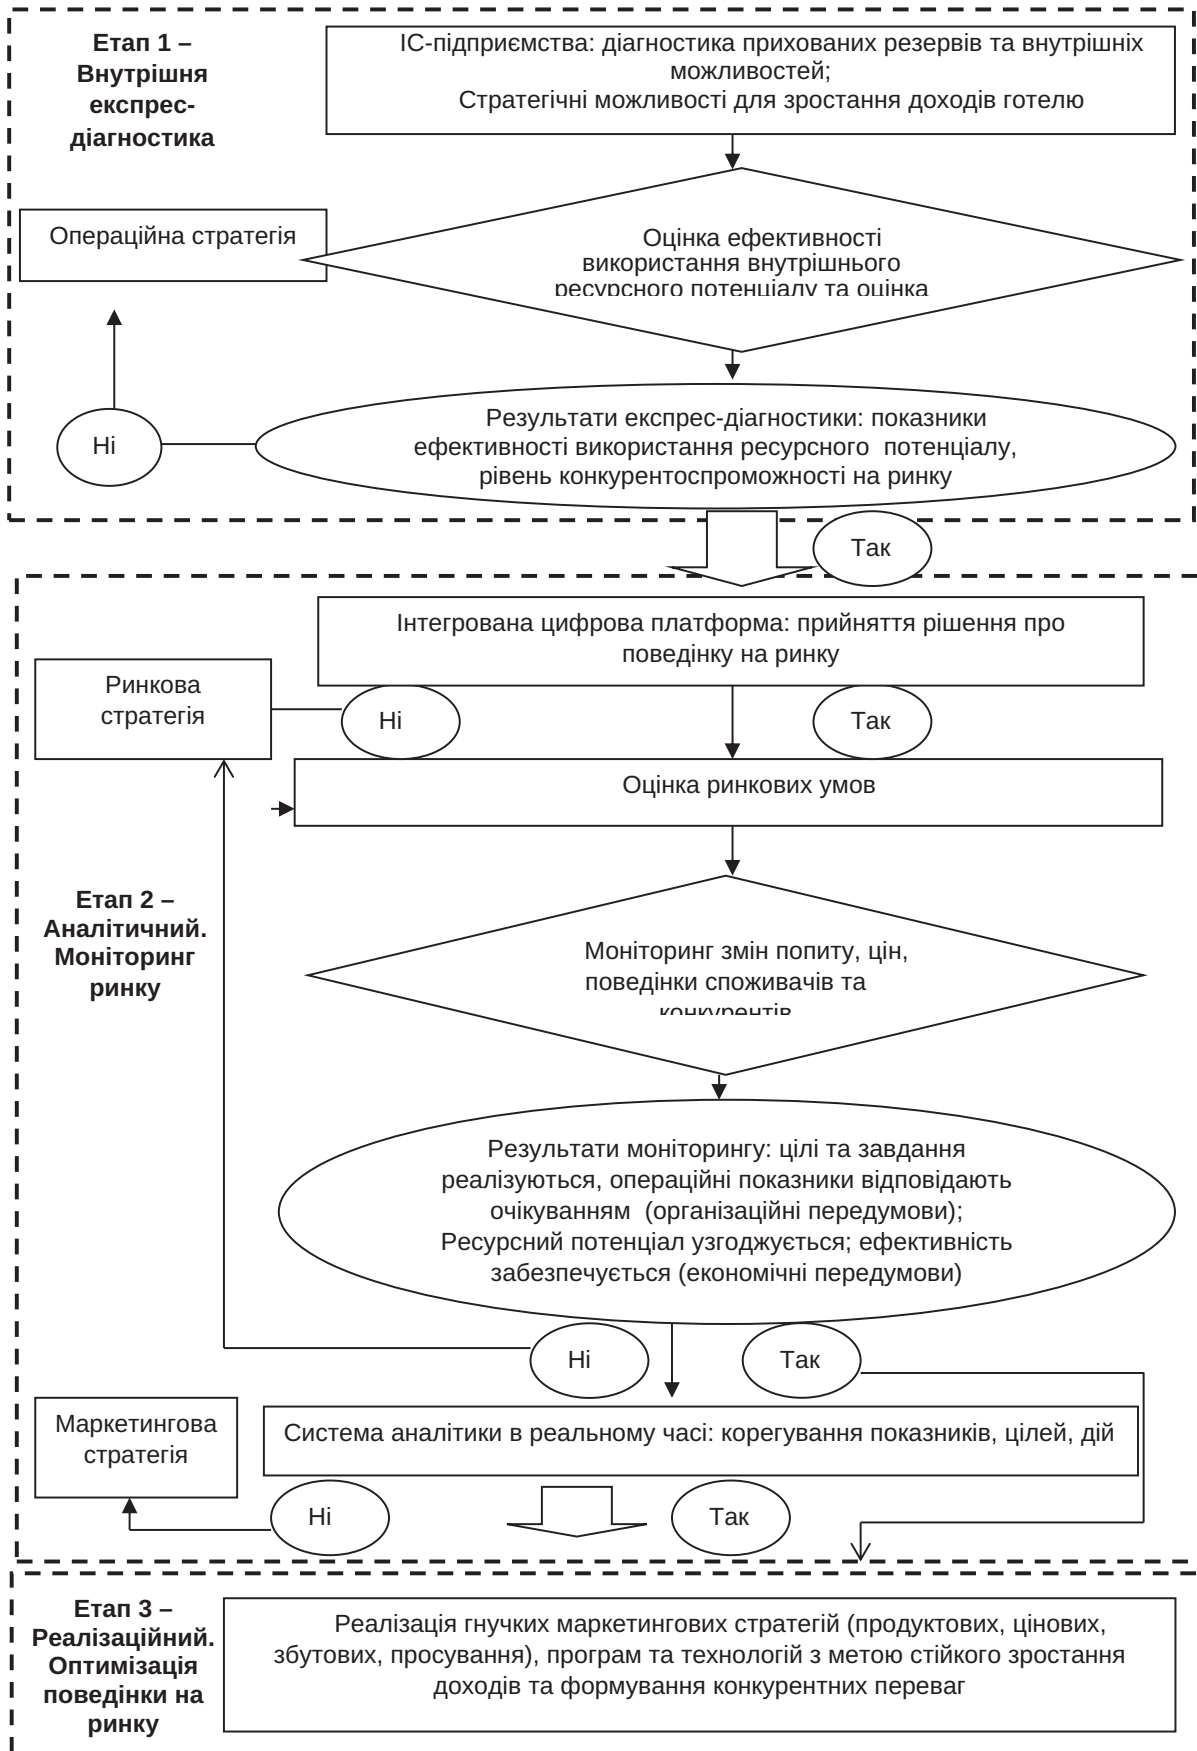 Етап 1 –
Внутрішня
експрес-
діагностика
ІС-підприємства: діагностика прихованих резервів та внутрішніх
можливостей;
Стратегічні можливості для зростання доходів готелю
Операційна стратегія
Оцінка ефективності
використання внутрішнього
ресурсного потенціалу та оцінка
Результати експрес-діагностики: показники
ефективності використання ресурсного потенціалу,
рівень конкурентоспроможності на ринку
Ні
Так
Інтегрована цифрова платформа: прийняття рішення про
поведінку на ринку
Ринкова
стратегія
Ні
Так
Оцінка ринкових умов
Етап 2 –
Аналітичний.
Моніторинг
ринку
Моніторинг змін попиту, цін,
поведінки споживачів та
конкурентів
Результати моніторингу: цілі та завдання
реалізуються, операційні показники відповідають
очікуванням (організаційні передумови);
Ресурсний потенціал узгоджується; ефективність
забезпечується (економічні передумови)
Ні
Так
Маркетингова
стратегія
Система аналітики в реальному часі: корегування показників, цілей, дій
Ні
Так
Етап 3 –
Реалізаційний.
Оптимізація
поведінки на
ринку
Реалізація гнучких маркетингових стратегій (продуктових, цінових,
збутових, просування), програм та технологій з метою стійкого зростання
доходів та формування конкурентних переваг